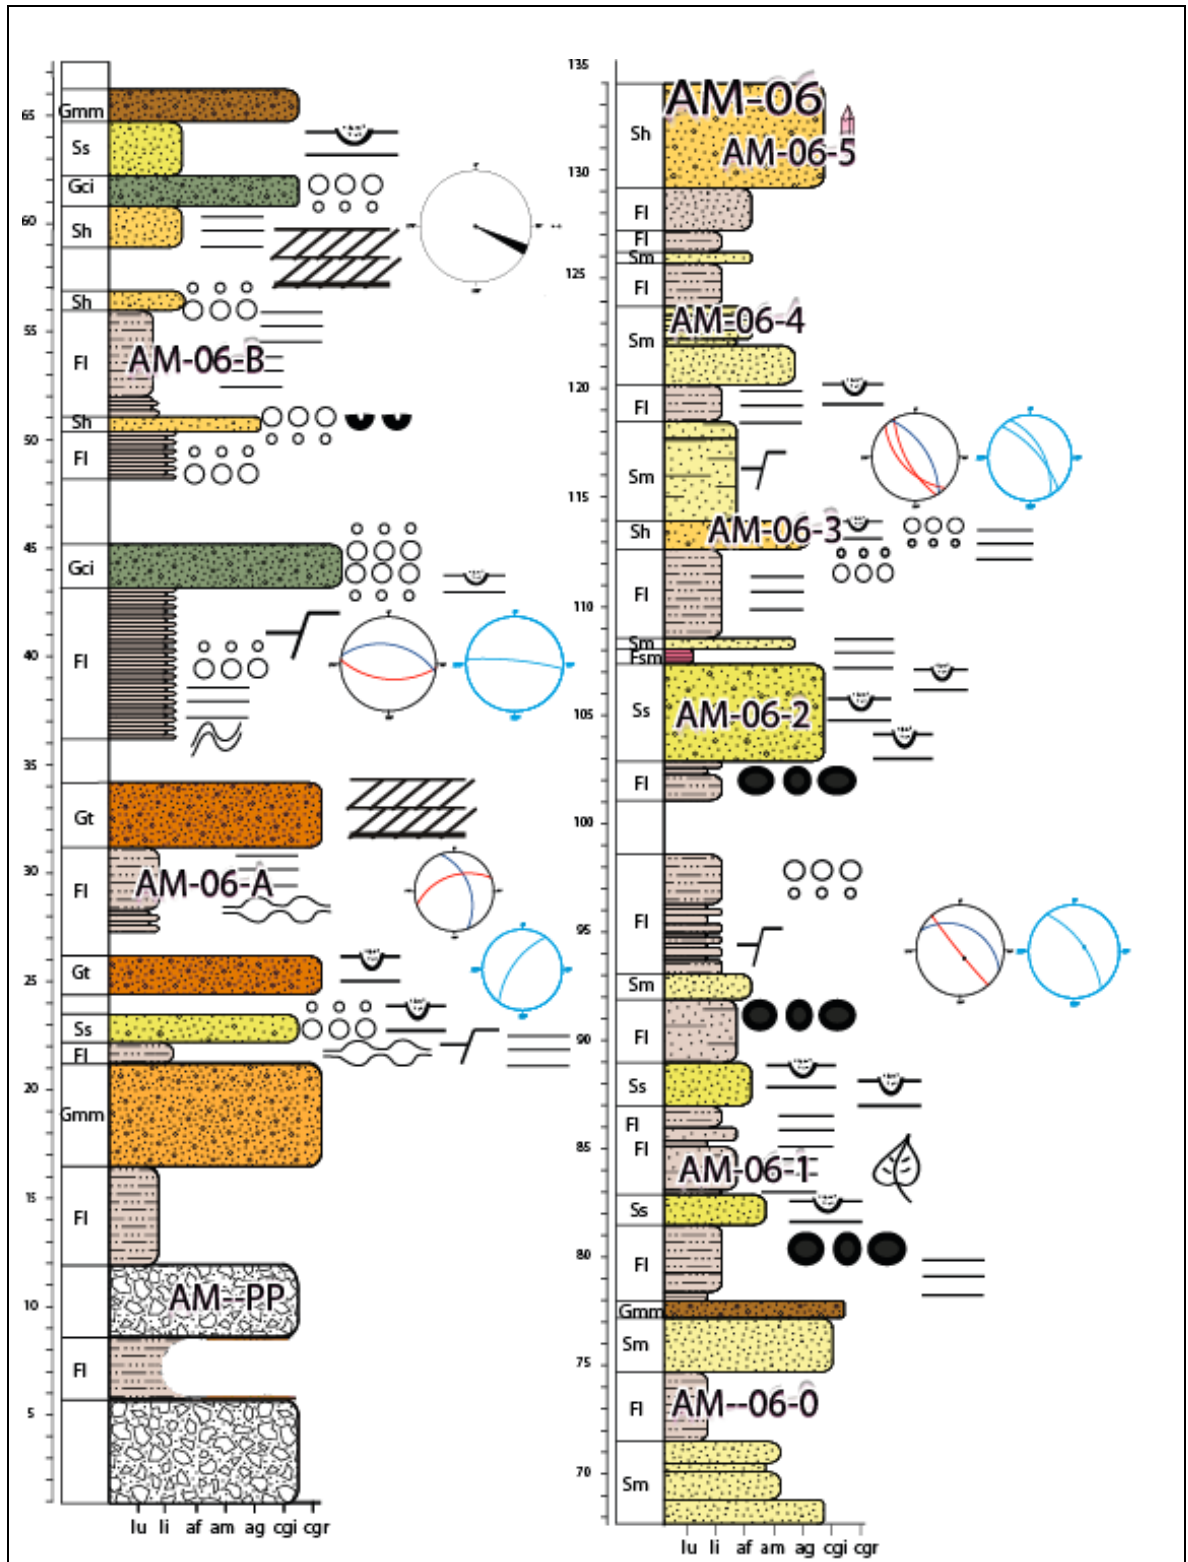 65
Gmm
Ss
Gci
60
Sh
Sh
55
Fl
AM-06-B
Sh
50
Fl
45
Gci
40
Fl
35
Gt
30
Fl
AM-06-A
Gt
25
Ss
Fl
20
Gmm
15
Fl
AM--PP
10
Fl
5
lu li af am ag cgi cgr
135
AM-06
Sh
AM-06-5
130
Fl
Fl
Sm
125
Fl
AM-06-4
Sm
120
Fl
Sm
115
Sh
AM-06-3
Fl
110
Sm
Fsm
Ss
AM-06-2
105
Fl
100
Fl
95
Sm
Fl
90
Ss
Fl
85
Fl
AM-06-1
Ss
80
Fl
Gmm
Sm
75
Fl
AM--06-0
70
Sm
lu li af am ag cgi cgr